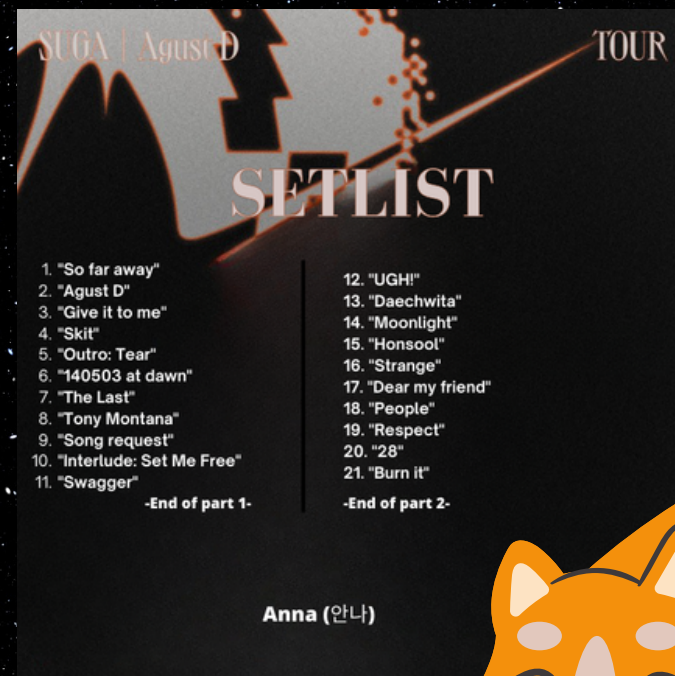 SUGA | Agust D
TOUR
SETLIST
1. "So far away"
2. "Agust D"
3. "Give it to me"
4. "Skit"
5. "Outro: Tear"
6. "140503 at dawn"
7. "The Last"
8. "Tony Montana"
9. "Song request"
10. "Interlude: Set Me Free"
11. "Swagger"
-End of part 1-
12. "UGH!"
13. "Daechwita"
14. "Moonlight"
15. "Honsool"
16. "Strange"
17. "Dear my friend"
18. "People"
19. "Respect"
20. "28"
21. "Burn it"
-End of part 2-
Anna (안나)